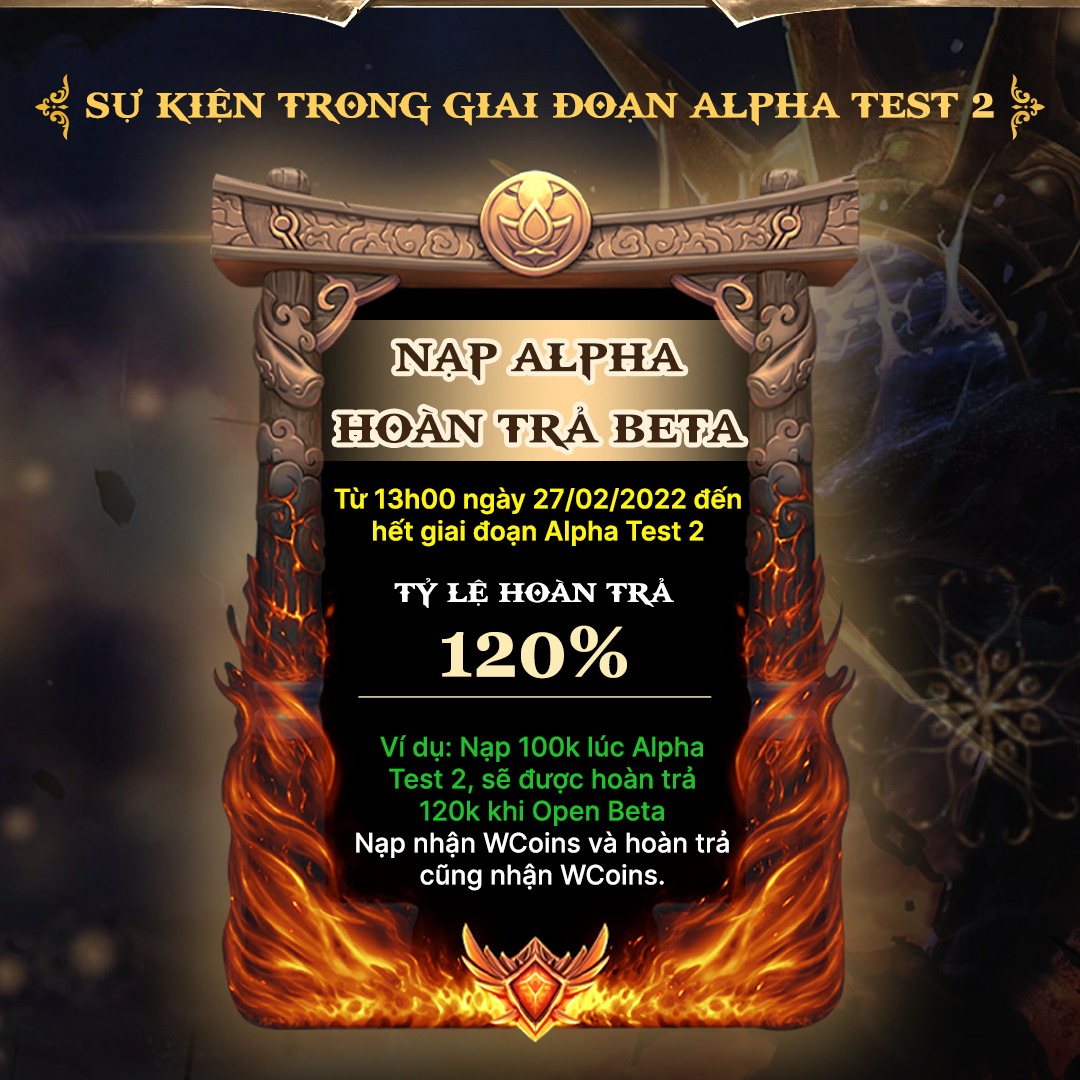 SỰ KIỆN TRONG GIAI ĐOẠN ALPHA TEST 2
NẠP ALPHA
HOÀN TRẢ BETA
Từ 13h00 ngày 27/02/2022 đến
hết giai đoạn Alpha Test 2
TỶ LỆ HOÀN TRẢ
120%
Ví dụ: Nạp 100k lúc Alpha
Test 2, sẽ được hoàn trả
120k khi Open Beta
Nạp nhận WCoins và hoàn trả
cũng nhận WCoins.